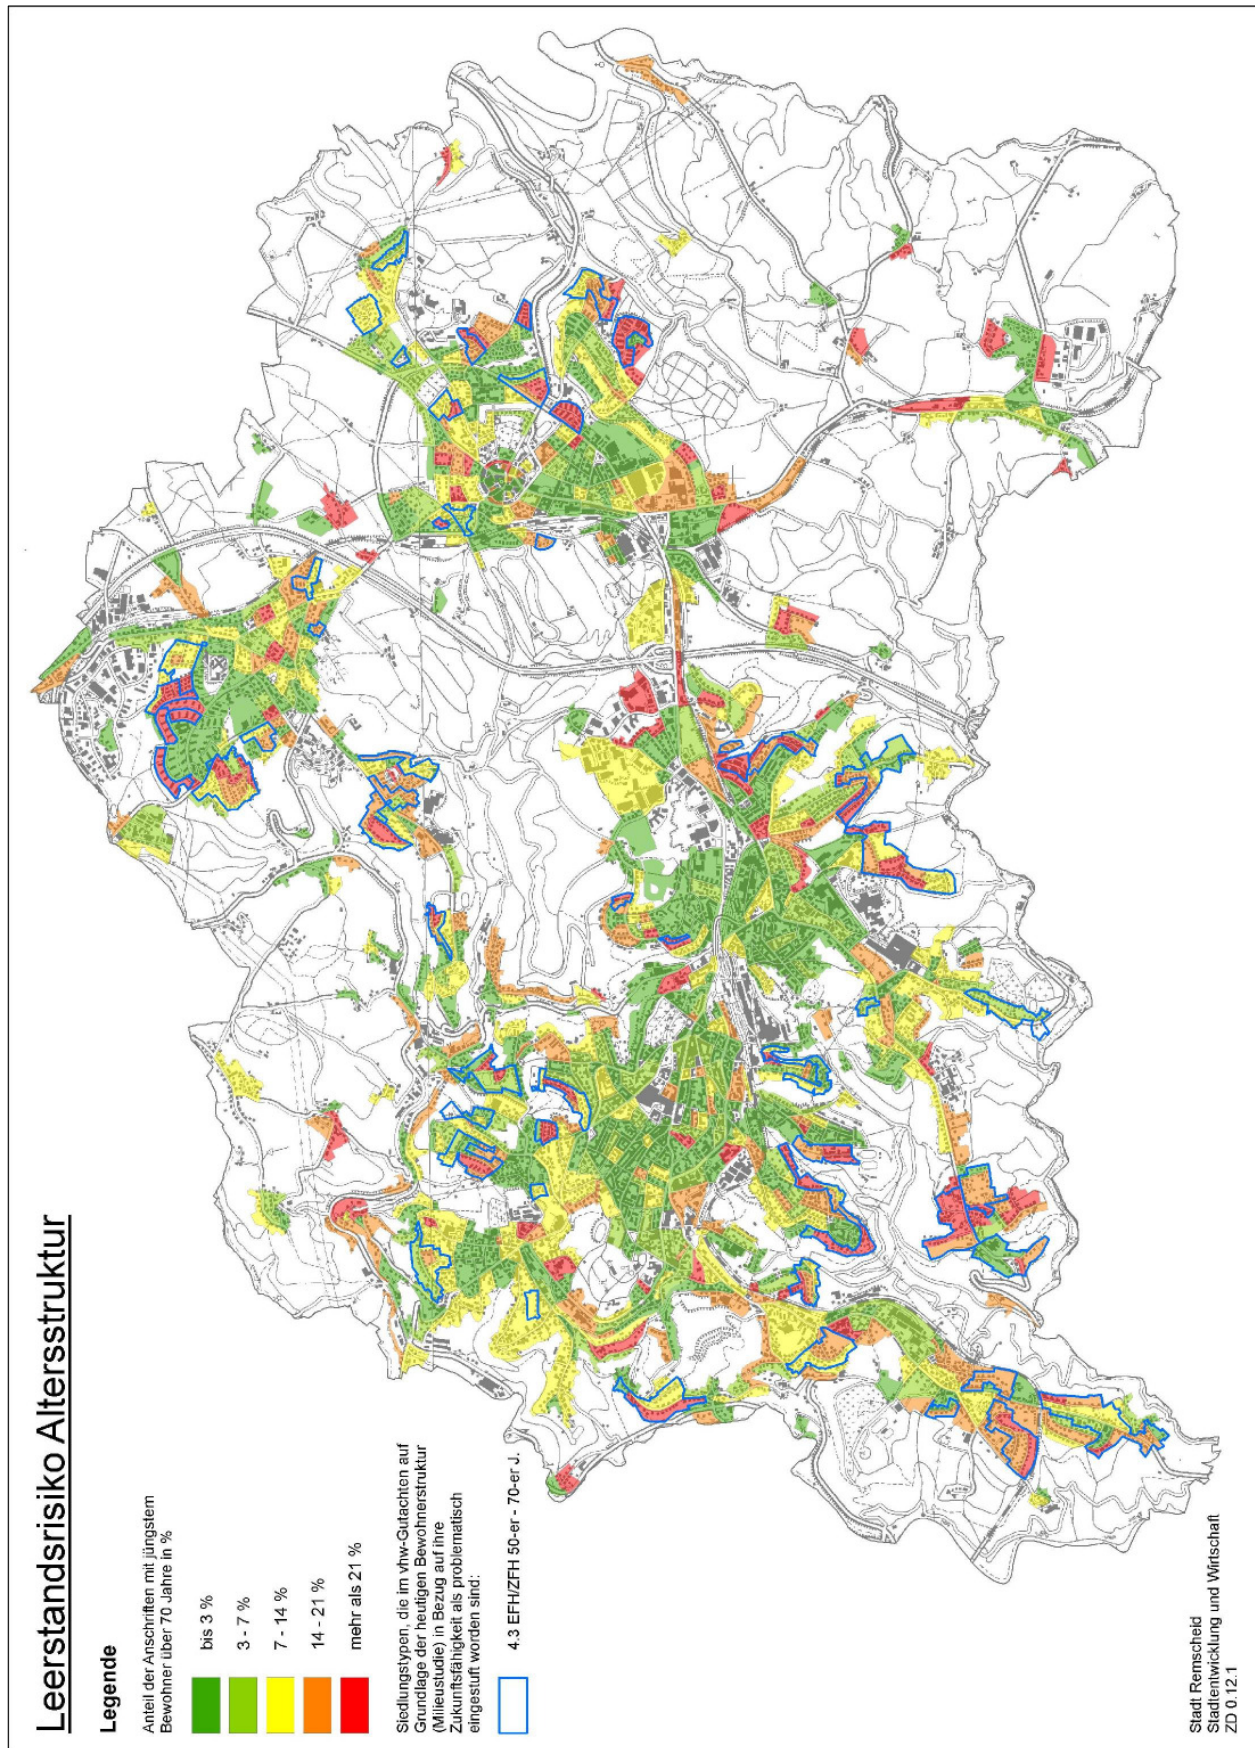 Leerstandsrisiko Altersstruktur
Legende
Anteil der Anschriften mit jüngstem
Bewohner über 70 Jahre in %
bis 3 %
3 - 7 %
7 - 14 %
14 - 21 %
mehr als 21 %
Siedlungstypen, die im vhw-Gutachten auf
Grundlage der heutigen Bewohnerstruktur
(Milieustudie) in Bezug auf ihre
Zukunftsfähigkeit als problematisch
eingestuft worden sind:
4.3 EFH/ZFH 50-er - 70-er J.
Stadt Remscheid
Stadtentwicklung und Wirtschaft
ZD 0.12.1